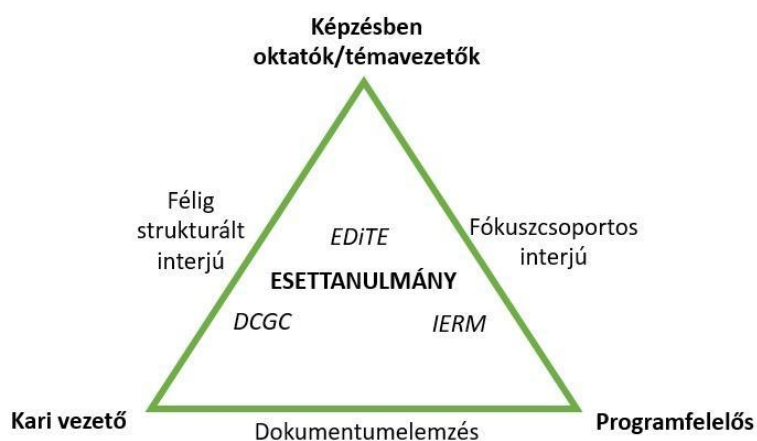 Képzésben
oktatók/témavezetők
Félig
strukturált
interjú
Fókuszcsoportos
interjú
EDiTE
ESETTANULMÁNY
DCGC
IERM
Kari vezető
Programfelelős
Dokumentumelemzés